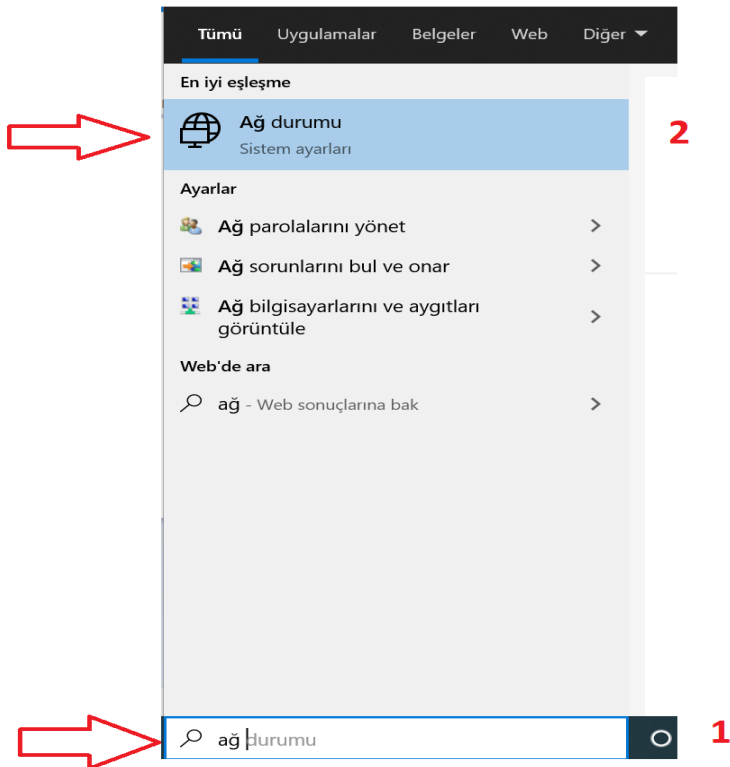 Tümü Uygulamalar Belgeler Web Diğer
En iyi eşleşme
Ağ durumu
Sistem ayarları
2
Ayarlar
Ağ parolalarını yönet
Ağ sorunlarını bul ve onar
Ağ bilgisayarlarını ve aygıtları
görüntüle
Web'de ara
ağ - Web sonuçlarına bak
ağ durumu
1